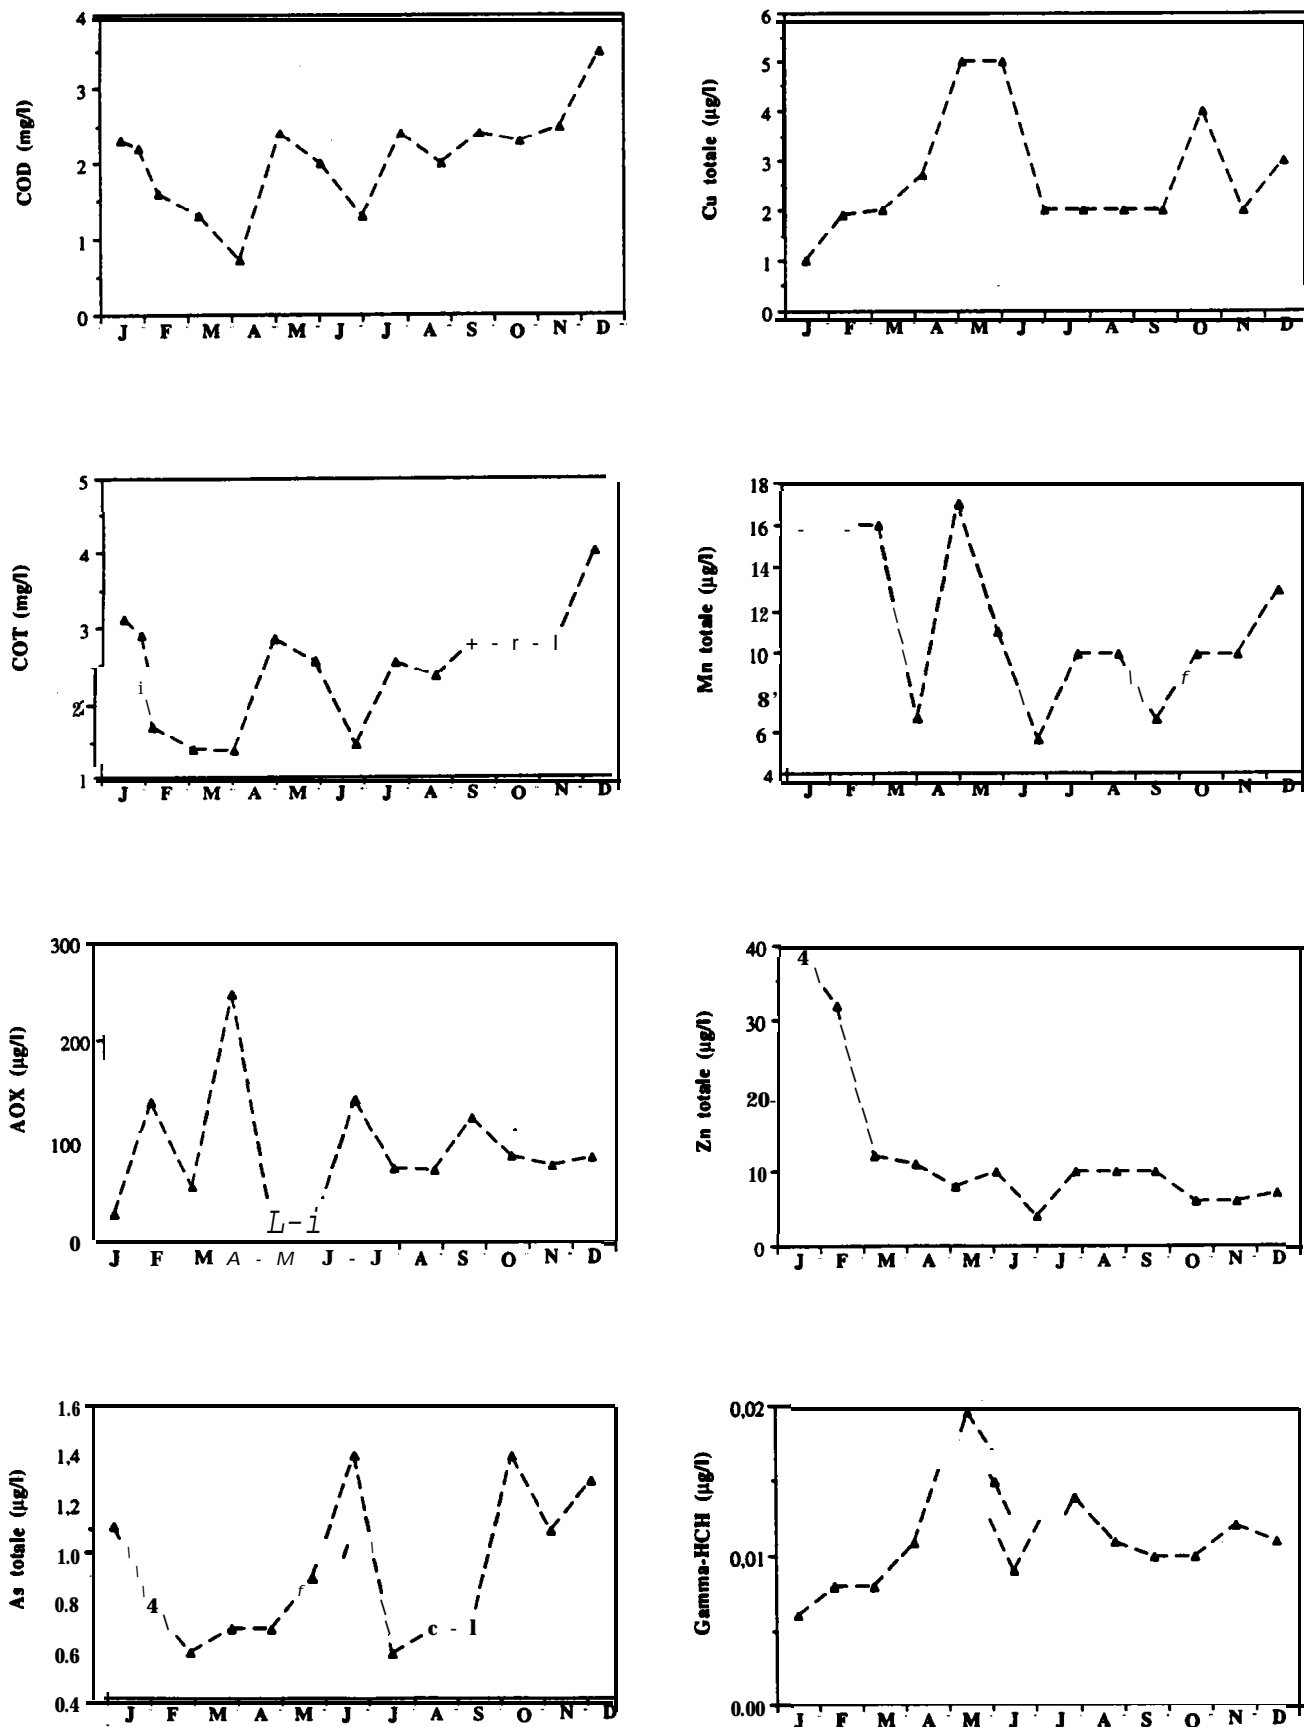 COD (mg/l)
4
3
2
1
0
J F M A M J J A S O N D
Cu totale (µg/l)
6
5
4
3
2
1
0
J F M A M J J A S O N D
COT (mg/l)
5
4
3
2
1
J F M A M J J A S O N D
Mn totale (µg/l)
18
16
14
12
10
8
6
4
J F M A M J J A S O N D
AOX (µg/l)
300
200
100
0
J F M A - M J - J A S O N D
Zn totale (µg/l)
40
30
20
10
0
J F M A M J J A S O N D
As totale (µg/l)
1.6
1,4
1,2
1.0
0.8
0.6
0.4
J F M A M J J A S O N D
Gamma-HCH (µg/l)
0,02
0,01
0.00
J F M A M J J A S O N D